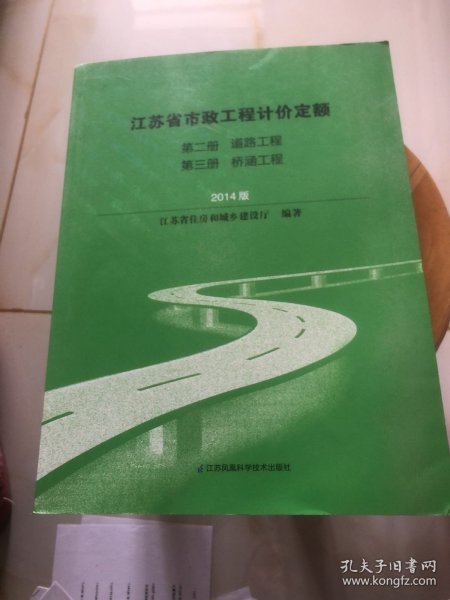 江苏省市政工程计价定额
第二册 道路工程
第三册 桥涵工程
2014版
江苏省住房和城乡建设厅 编著
江苏凤凰科学技术出版社
孔夫子旧书网
www.kongfz.com